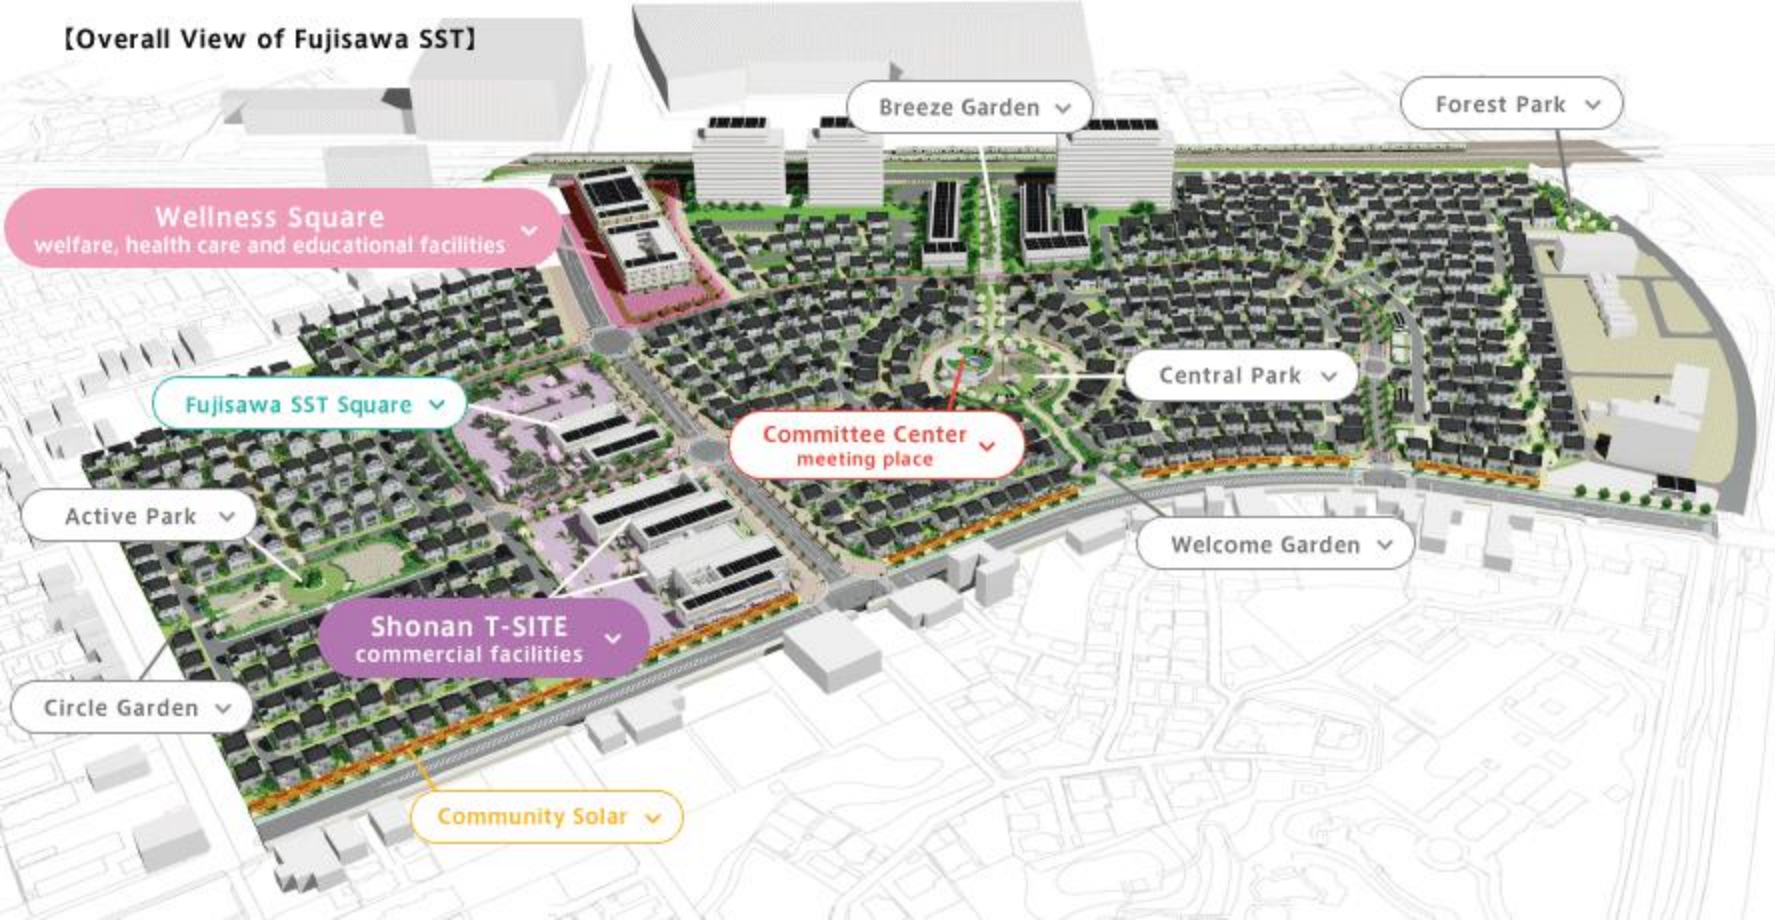 【Overall View of Fujisawa SST】
Breeze Garden
Forest Park
Wellness Square
welfare, health care and educational facilities
Central Park
Fujisawa SST Square
Committee Center
meeting place
Active Park
Welcome Garden
Shonan T-SITE
commercial facilities
Circle Garden
Community Solar